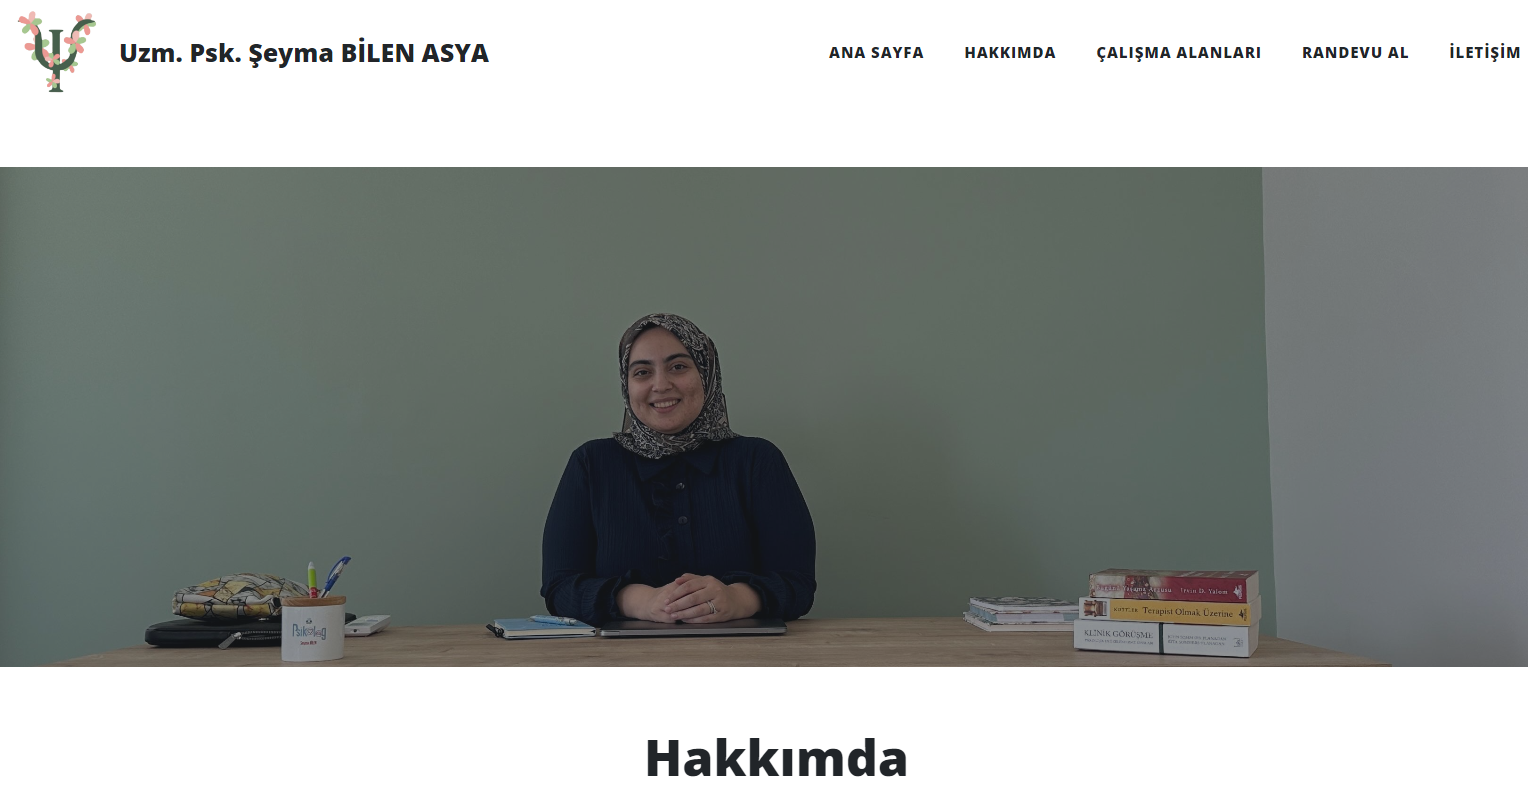 Uzm. Psk. Şeyma BİLEN ASYA
ANA SAYFA
HAKKIMDA
ÇALIŞMA ALANLARI
RANDEVU AL
İLETİŞİM
Psikolog
Irvin D. Yalom
KOTTLER Terapist Olmak Üzerine
KLİNİK GÖRÜŞME
Hakkımda